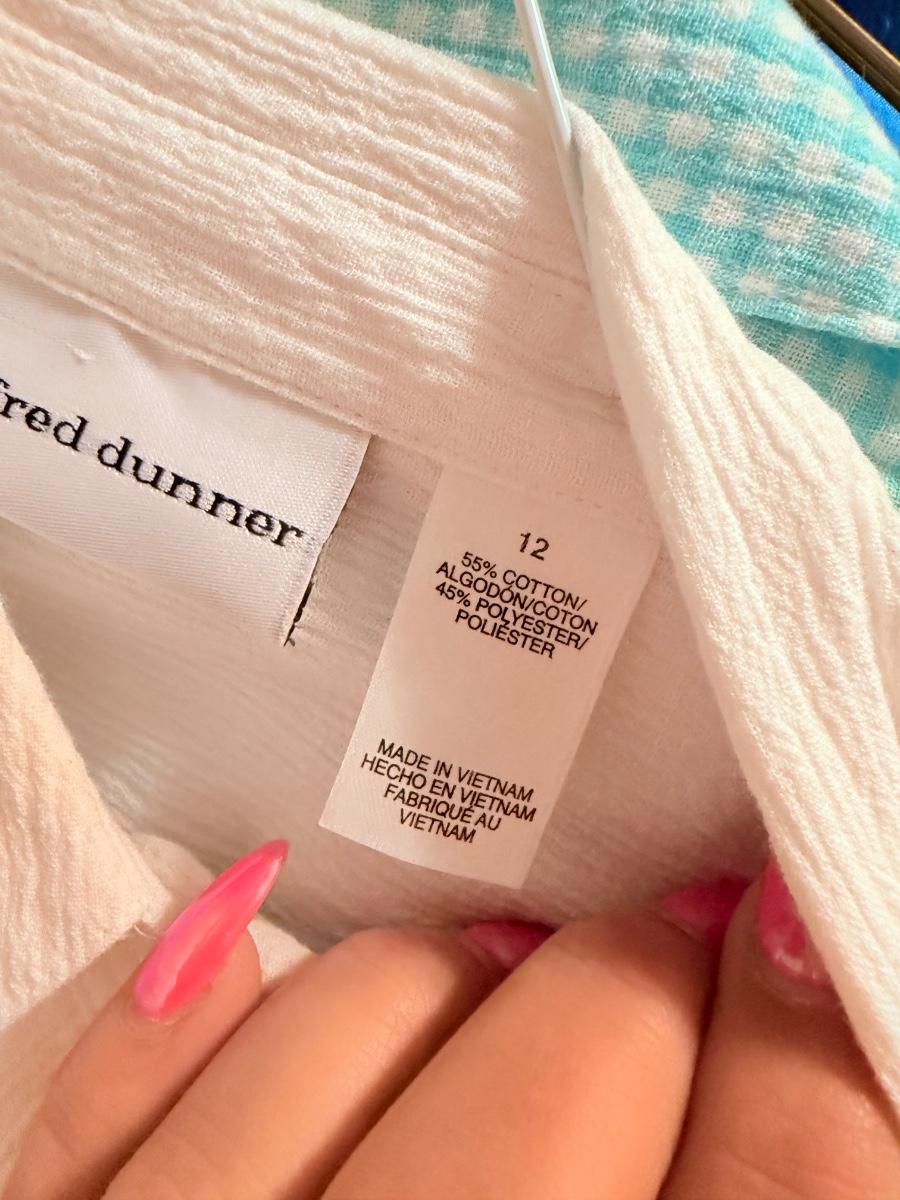 fred dunner
12
55% COTTON/
ALGODÓN/COTON
45% POLYESTER/
POLIÉSTER
MADE IN VIETNAM
HECHO EN VIETNAM
FABRIQUÉ AU
VIETNAM